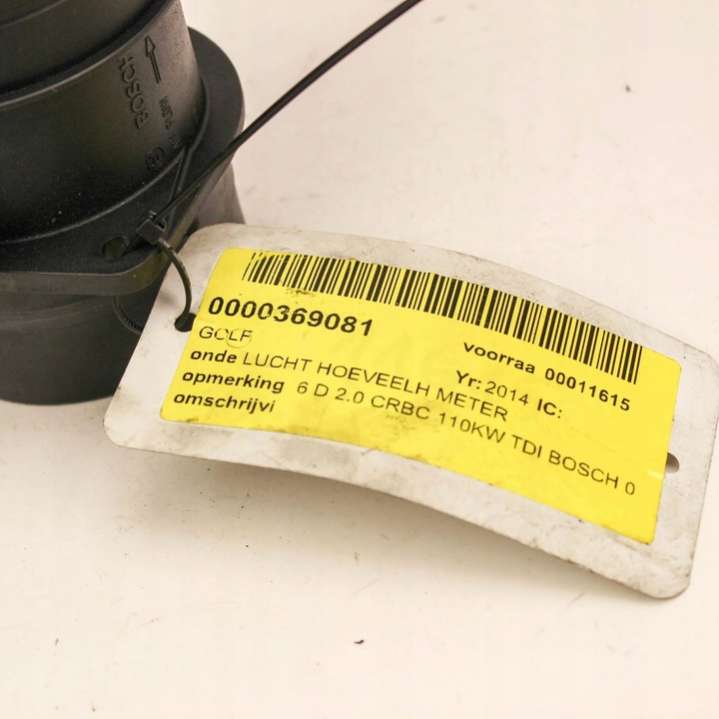 BOSCH
0000369081
voorraa 00011615
GOLF
Yr: 2014 IC:
onde LUCHT HOEVEELH METER
opmerking 6 D 2.0 CRBC 110KW TDI BOSCH 0
omschrijvi